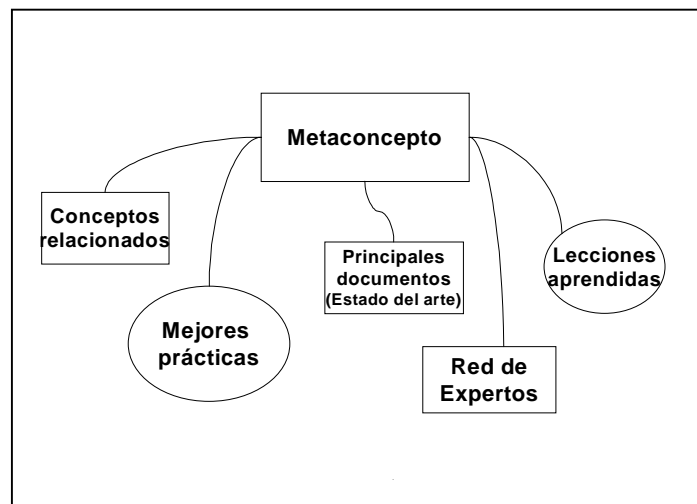 Metaconcepto
Conceptos
relacionados
Mejores
prácticas
Principales
documentos
(Estado del arte)
Red de
Expertos
Lecciones
aprendidas